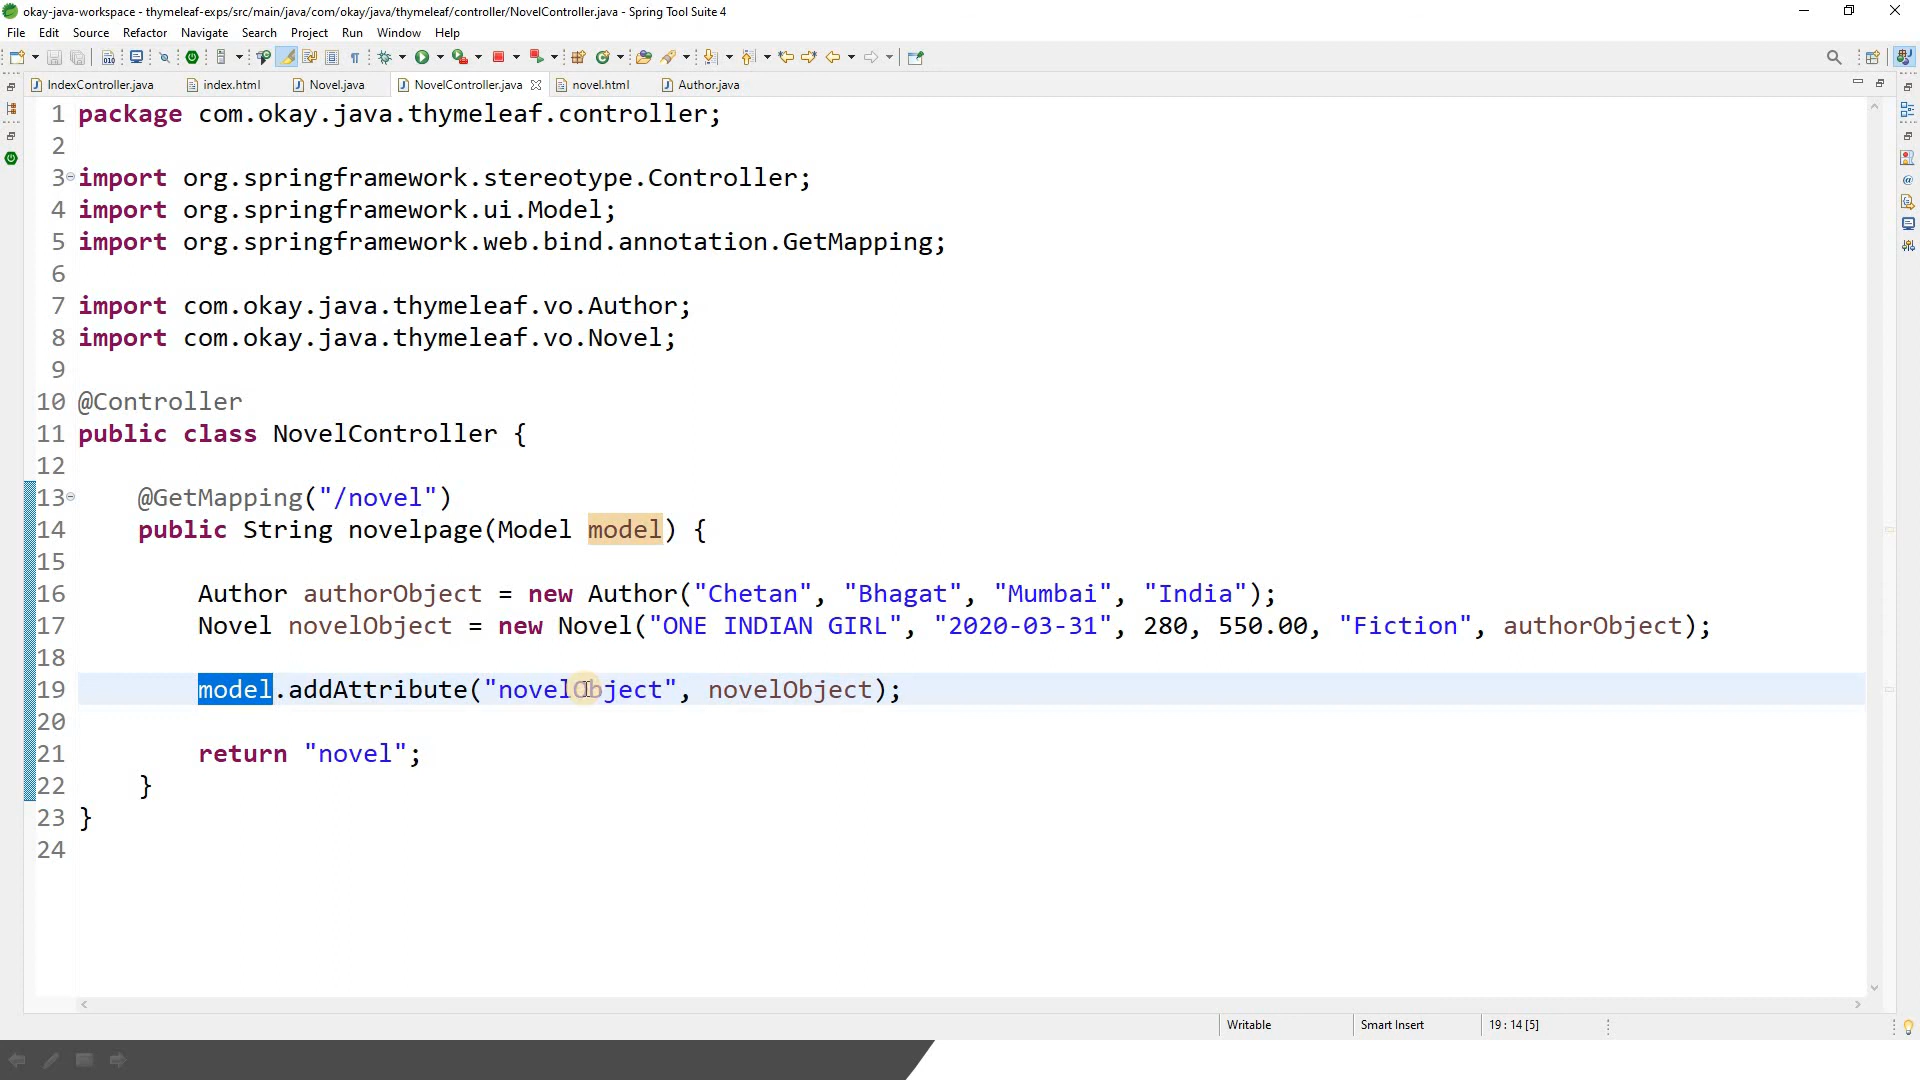 okay-java-workspace - thymeleaf-exps/src/main/java/com/okay/java/thymeleaf/controller/NovelController.java - Spring Tool Suite 4
File Edit Source Refactor Navigate Search Project Run Window Help
IndexController.java index.html Novel.java NovelController.java novel.html Author.java
1 package com.okay.java.thymeleaf.controller;
2
3 import org.springframework.stereotype.Controller;
4 import org.springframework.ui.Model;
5 import org.springframework.web.bind.annotation.GetMapping;
6
7 import com.okay.java.thymeleaf.vo.Author;
8 import com.okay.java.thymeleaf.vo.Novel;
9
10 @Controller
11 public class NovelController {
12
13 @GetMapping("/novel")
14 public String novelpage(Model model) {
15
16 Author authorObject = new Author("Chetan", "Bhagat", "Mumbai", "India");
17 Novel novelObject = new Novel("ONE INDIAN GIRL", "2020-03-31", 280, 550.00, "Fiction", authorObject);
18
19 model.addAttribute("novelObject", novelObject);
20
21 return "novel";
22 }
23 }
24
Writable Smart Insert 19 : 14 [5]